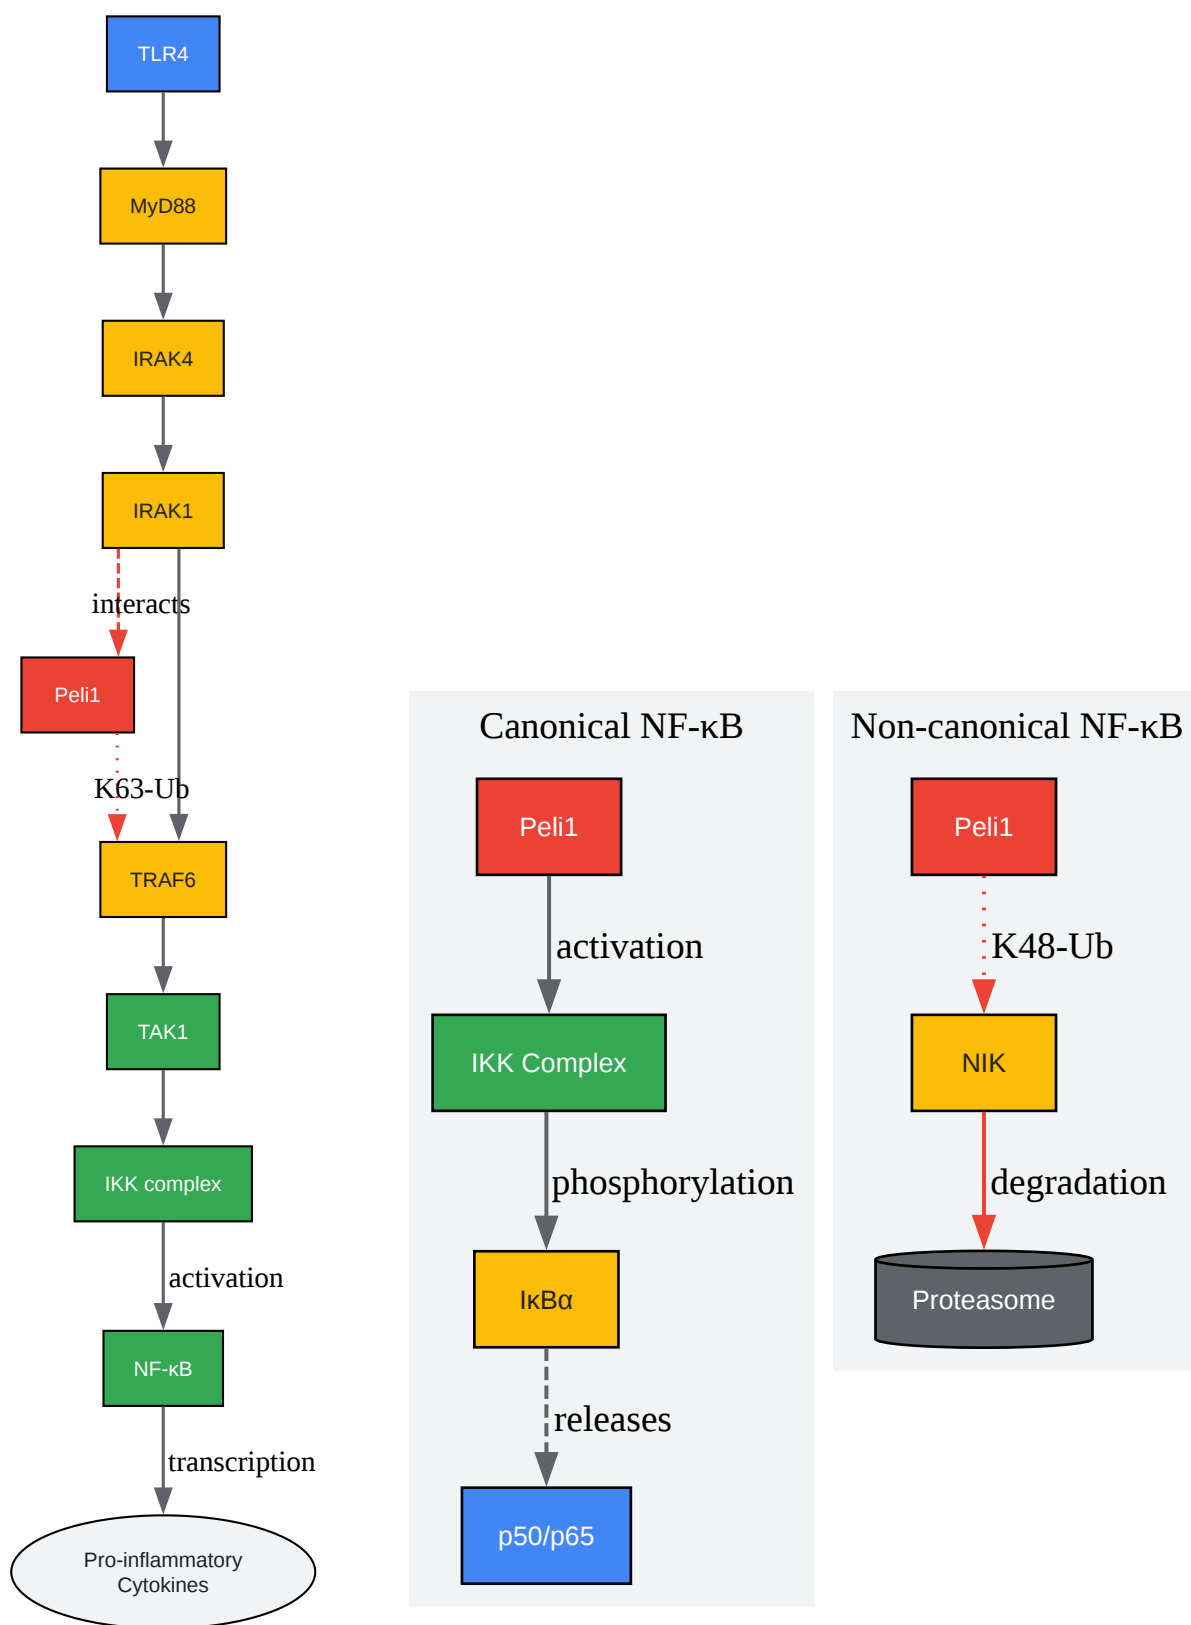 TLR4
MyD88
IRAK4
IRAK1
interacts
Peli1
K63-Ub
TRAF6
TAK1
IKK complex
activation
NF-κB
transcription
Pro-inflammatory
Cytokines
Canonical NF-κB
Peli1
activation
IKK Complex
phosphorylation
IκBα
releases
p50/p65
Non-canonical NF-κB
Peli1
K48-Ub
NIK
degradation
Proteasome